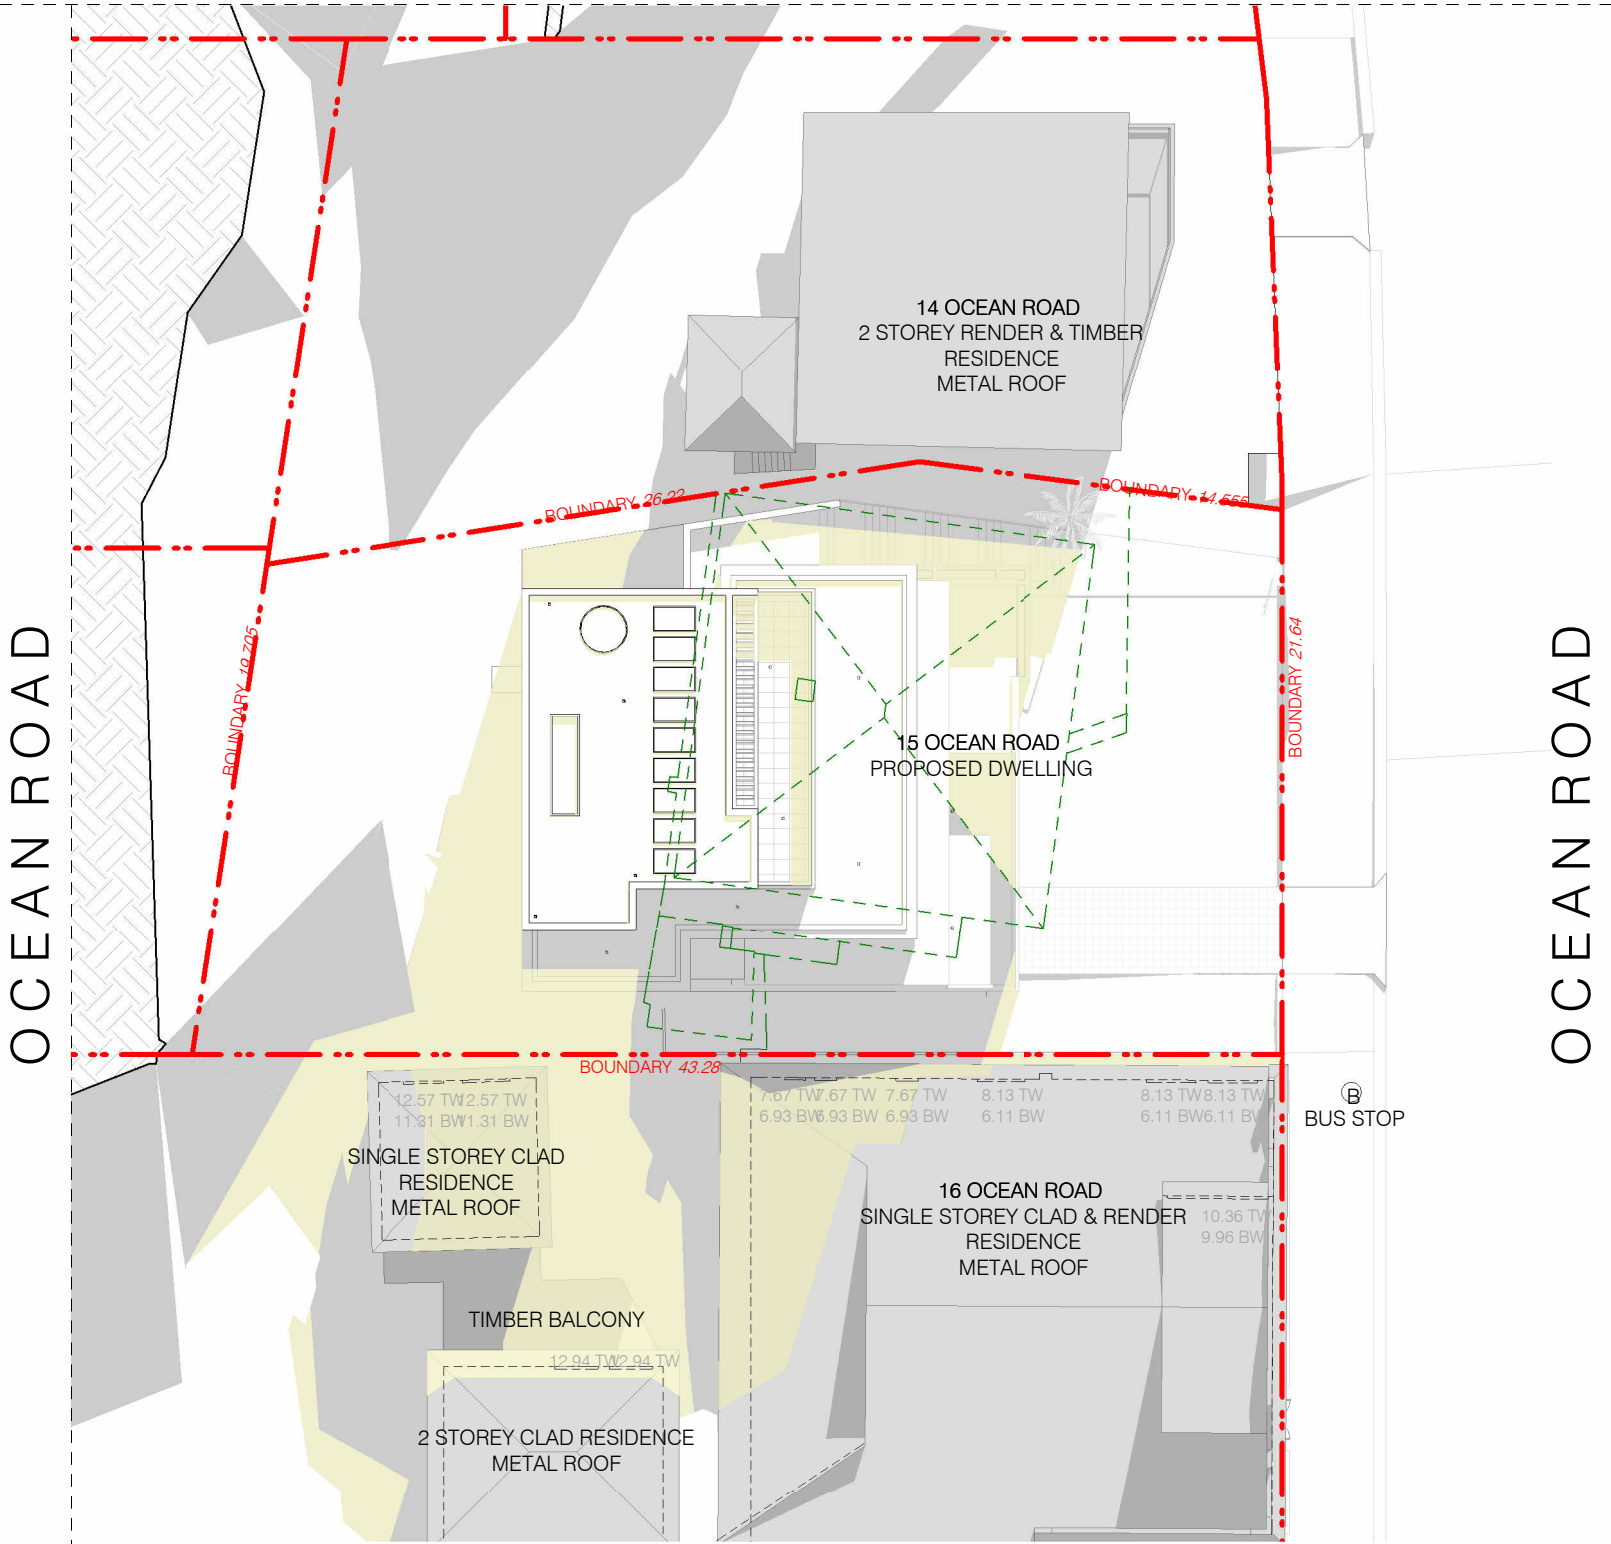 14 OCEAN ROAD
2 STOREY RENDER & TIMBER
RESIDENCE
METAL ROOF
BOUNDARY 26.22
BOUNDARY 14.555
BOUNDARY 19.705
BOUNDARY 21.64
OCEAN ROAD
OCEAN ROAD
15 OCEAN ROAD
PROPOSED DWELLING
BOUNDARY 43.28
12.57 TW 12.57 TW
11.31 BW 11.31 BW
7.67 TW 7.67 TW 7.67 TW 8.13 TW 8.13 TW 8.13 TW
6.93 BW 6.93 BW 6.93 BW 6.11 BW 6.11 BW 6.11 BW
B
BUS STOP
SINGLE STOREY CLAD
RESIDENCE
METAL ROOF
16 OCEAN ROAD
SINGLE STOREY CLAD & RENDER
RESIDENCE
METAL ROOF
10.36 TW
9.96 BW
TIMBER BALCONY
12.94 TW 12.94 TW
2 STOREY CLAD RESIDENCE
METAL ROOF